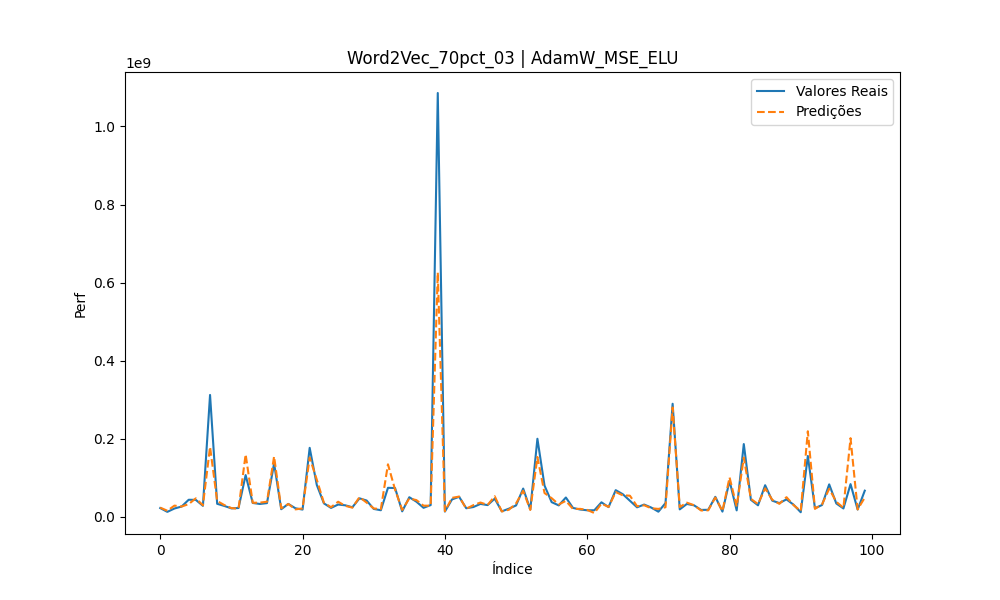 Word2Vec_70pct_03 | AdamW_MSE_ELU
1e9
Valores Reais
Predições
1.0
0.8
0.6
0.4
0.2
0.0
Perf
0 20 40 60 80 100
Índice